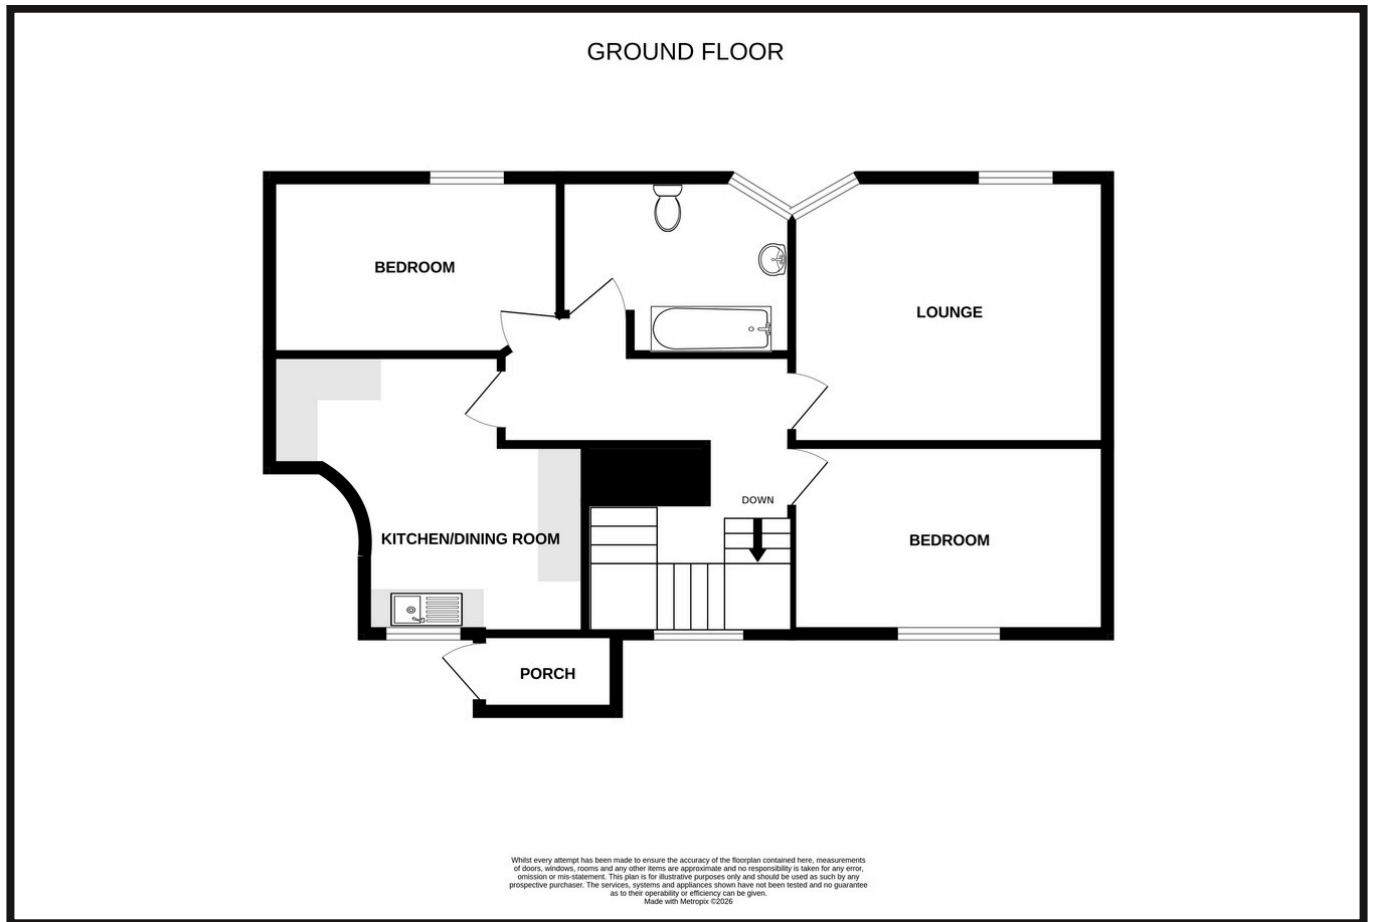 GROUND FLOOR
BEDROOM
LOUNGE
DOWN
KITCHEN/DINING ROOM
BEDROOM
PORCH
Whilst every attempt has been made to ensure the accuracy of the floorplan contained here, measurements
of doors, windows, rooms and any other items are approximate and no responsibility is taken for any error,
omission or mis-statement. This plan is for illustrative purposes only and should be used as such by any
prospective purchaser. The services, systems and appliances shown have not been tested and no guarantee
as to their operability or efficiency can be given.
Made with Metropix ©2026